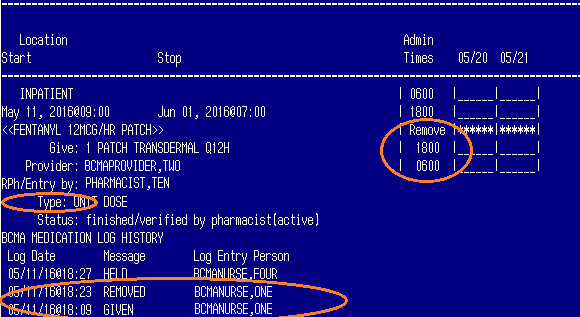 Location Admin
Start Stop Times 05/20 05/21
INPATIENT | 0600 |_____|_____|
May 11, 2016@09:00 Jun 01, 2016@07:00 | 1800 |_____|_____|
<<FENTANYL 12MCG/HR PATCH>> | Remove |*****|*****|
Give: 1 PATCH TRANSDERMAL Q12H | 1800 |_____|_____|
Provider: BCMAPROVIDER,TWO | 0600 |_____|_____|
RPh/Entry by: PHARMACIST,TEN
Type: UNIT DOSE
Status: finished/verified by pharmacist(active)
BCMA MEDICATION LOG HISTORY
Log Date Message Log Entry Person
05/11/16@18:27 HELD BCMANURSE,FOUR
05/11/16@18:23 REMOVED BCMANURSE,ONE
05/11/16@18:09 GIVEN BCMANURSE,ONE